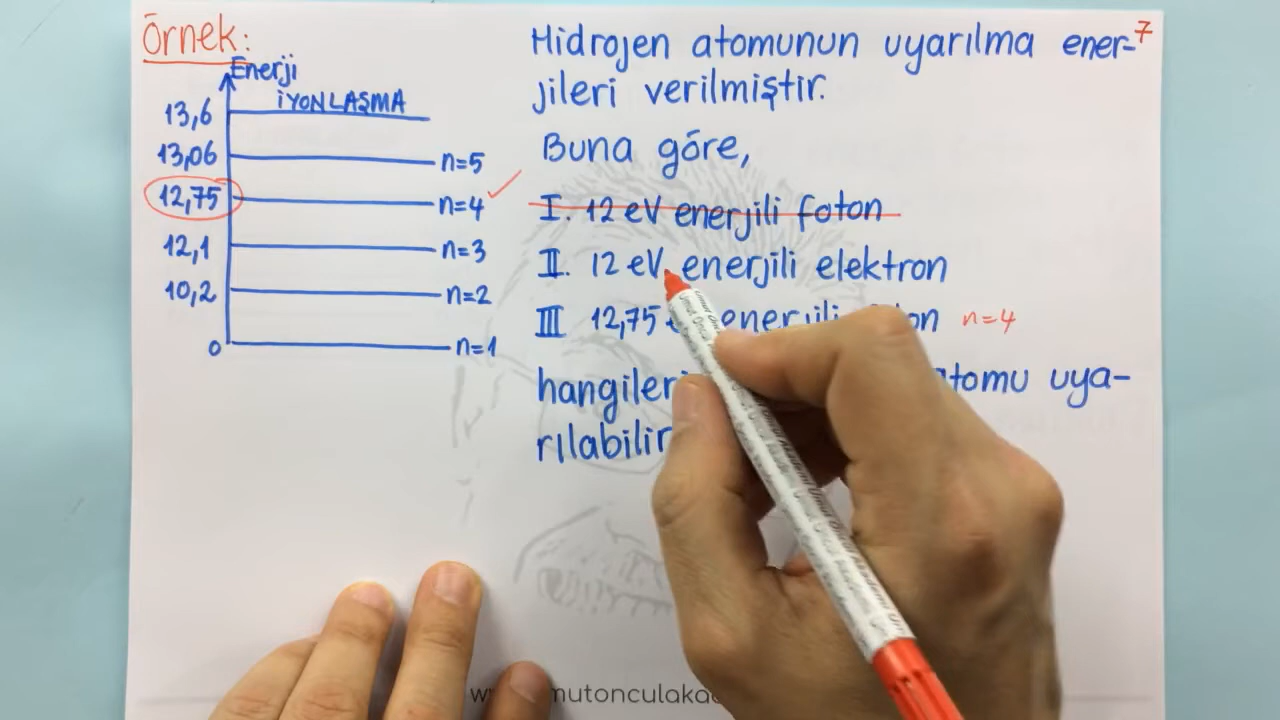 Örnek:
7
Enerji
13,6 İYONLAŞMA
13,06 n=5
12,75 n=4
12,1 n=3
10,2 n=2
0 n=1
Hidrojen atomunun uyarılma ener-
jileri verilmiştir.
Buna göre,
I. 12 eV enerjili foton
II. 12 eV enerjili elektron
III 12,75 enerjili n=4
hangileri uya-
rılabilir